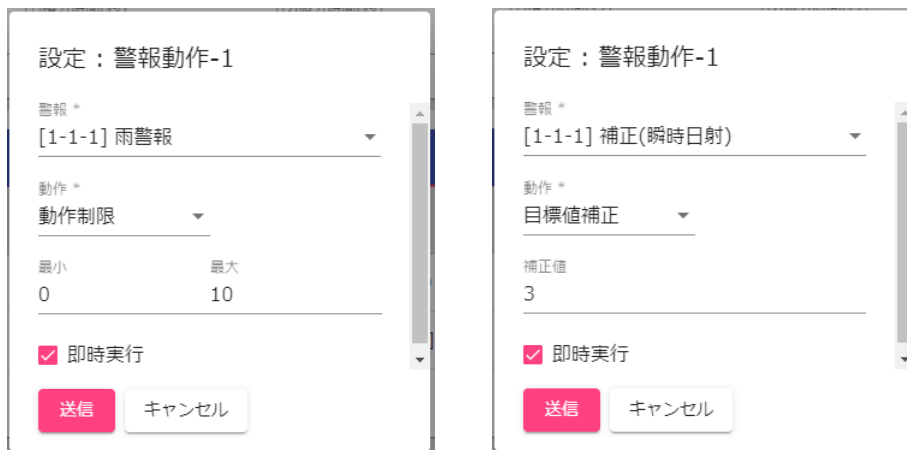 設定：警報動作-1
警報 *
[1-1-1] 雨警報
動作 *
動作制限
最小 最大
0 10
即時実行
送信 キャンセル
設定：警報動作-1
警報 *
[1-1-1] 補正(瞬時日射)
動作 *
目標値補正
補正値
3
即時実行
送信 キャンセル